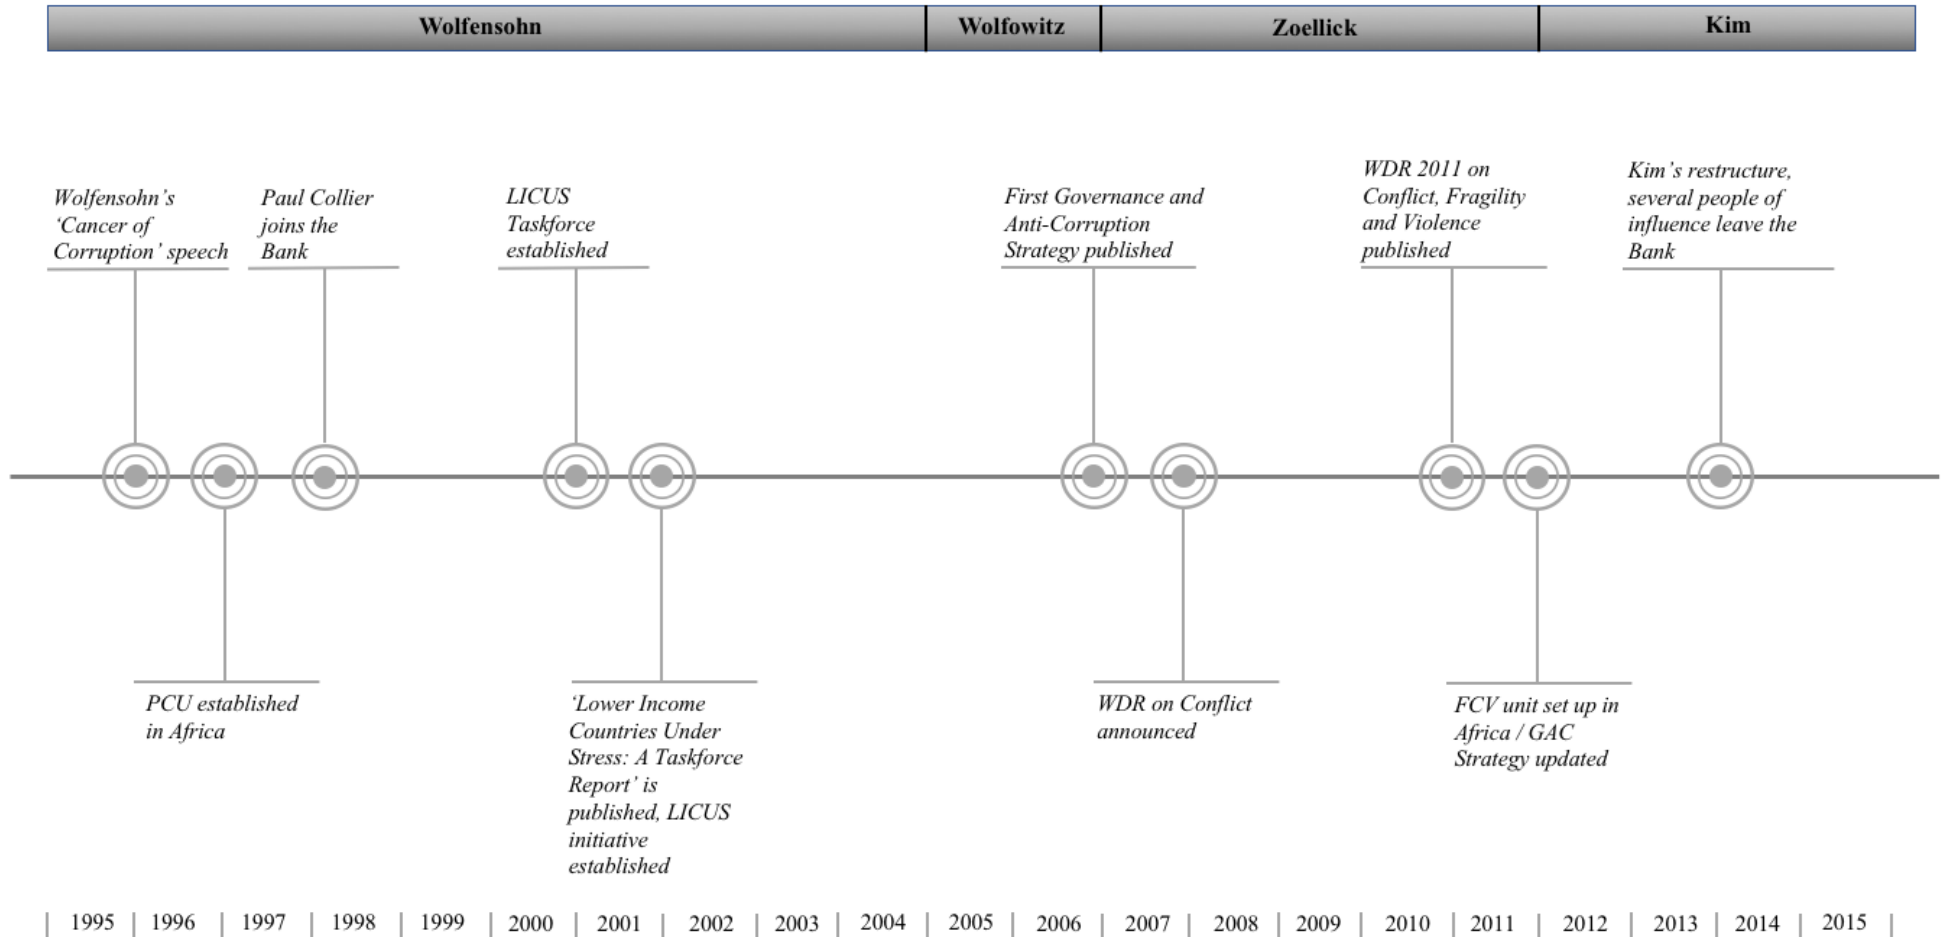 Wolfensohn
Wolfowitz
Zoellick
Kim
Wolfensohn’s
‘Cancer of
Corruption’ speech
Paul Collier
joins the
Bank
LICUS
Taskforce
established
First Governance and
Anti-Corruption
Strategy published
WDR 2011 on
Conflict, Fragility
and Violence
published
Kim’s restructure,
several people of
influence leave the
Bank
PCU established
in Africa
‘Lower Income
Countries Under
Stress: A Taskforce
Report’ is
published, LICUS
initiative
established
WDR on Conflict
announced
FCV unit set up in
Africa / GAC
Strategy updated
1995 1996 1997 1998 1999 2000 2001 2002 2003 2004 2005 2006 2007 2008 2009 2010 2011 2012 2013 2014 2015